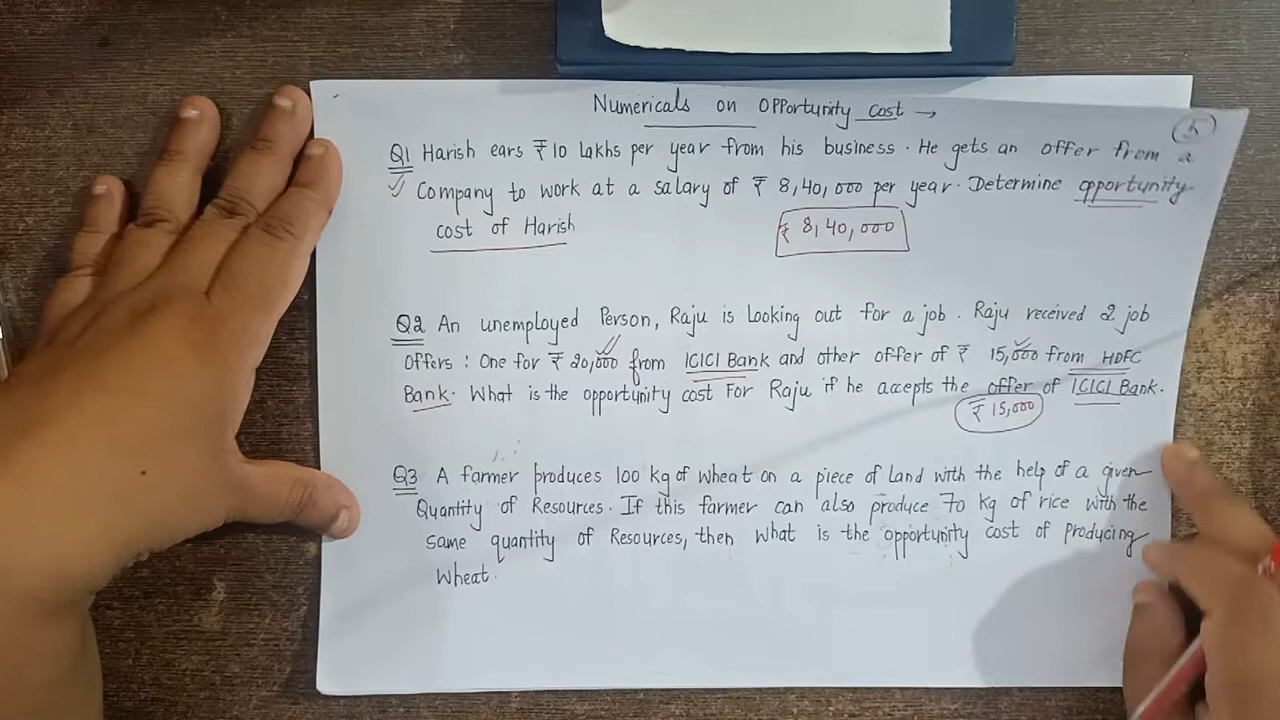 Numericals on Opportunity cost →
5
Q1 Harish ears ₹ 10 Lakhs per year from his business. He gets an offer from a
Company to work at a salary of ₹ 8,40,000 per year. Determine opportunity
cost of Harish
₹ 8,40,000
Q2 An unemployed Person, Raju is Looking out for a job. Raju received 2 job
Offers : One for ₹ 20,000 from ICICI Bank and other offer of ₹ 15,000 from HDFC
Bank. What is the opportunity cost For Raju if he accepts the offer of ICICI Bank.
₹ 15,000
Q3 A farmer produces 100 kg of wheat on a piece of Land with the help of a given
Quantity of Resources. If this farmer can also produce 70 kg of rice with the
same quantity of Resources, then What is the opportunity cost of Producing
Wheat.